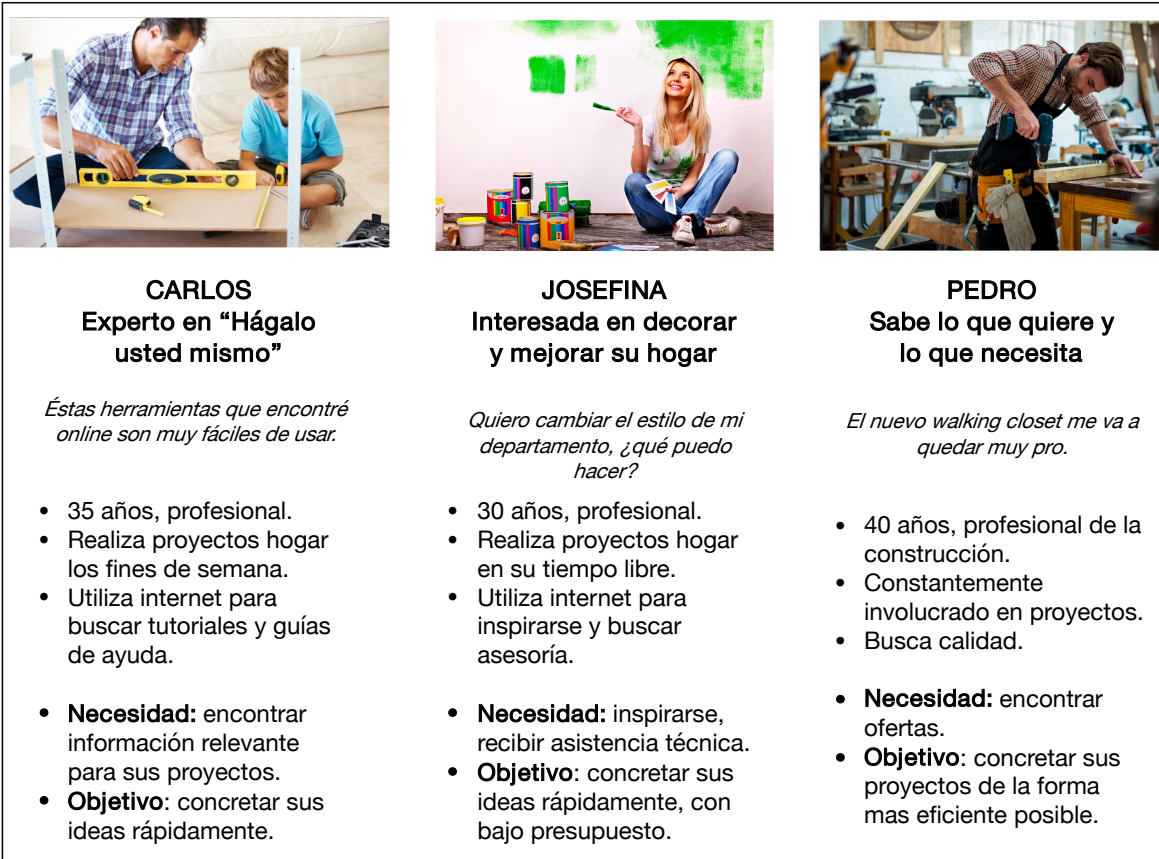 CARLOS
Experto en “Hágalo
usted mismo”
Éstas herramientas que encontré
online son muy fáciles de usar.
• 35 años, profesional.
• Realiza proyectos hogar
los fines de semana.
• Utiliza internet para
buscar tutoriales y guías
de ayuda.
• Necesidad: encontrar
información relevante
para sus proyectos.
• Objetivo: concretar sus
ideas rápidamente.
JOSEFINA
Interesada en decorar
y mejorar su hogar
Quiero cambiar el estilo de mi
departamento, ¿qué puedo
hacer?
• 30 años, profesional.
• Realiza proyectos hogar
en su tiempo libre.
• Utiliza internet para
inspirarse y buscar
asesoría.
• Necesidad: inspirarse,
recibir asistencia técnica.
• Objetivo: concretar sus
ideas rápidamente, con
bajo presupuesto.
PEDRO
Sabe lo que quiere y
lo que necesita
El nuevo walking closet me va a
quedar muy pro.
• 40 años, profesional de la
construcción.
• Constantemente
involucrado en proyectos.
• Busca calidad.
• Necesidad: encontrar
ofertas.
• Objetivo: concretar sus
proyectos de la forma
mas eficiente posible.